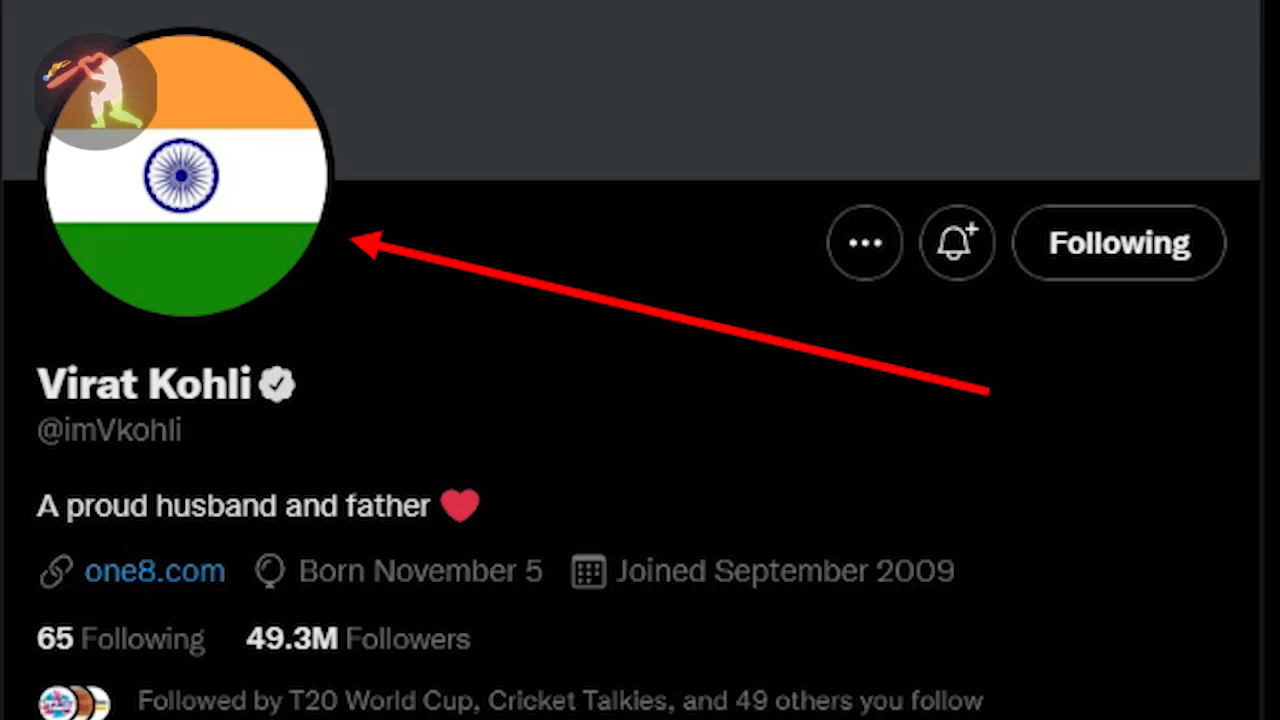 Following
Virat Kohli
@imVkohli
A proud husband and father ❤️
one8.com Born November 5 Joined September 2009
65 Following 49.3M Followers
Followed by T20 World Cup, Cricket Talkies, and 49 others you follow